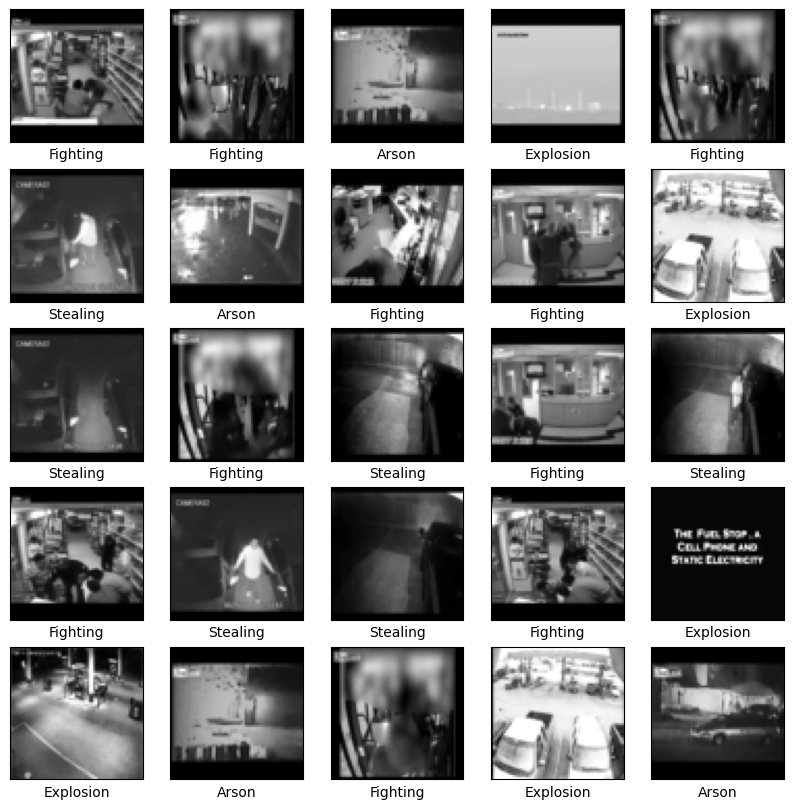 Fighting
Fighting
Arson
Explosion
Fighting
Stealing
Arson
Fighting
Fighting
Explosion
Stealing
Fighting
Stealing
Fighting
Stealing
Fighting
Stealing
Stealing
Fighting
THE FUEL STOP, A
CELL PHONE AND
STATIC ELECTRICITY
Explosion
Explosion
Arson
Fighting
Explosion
Arson